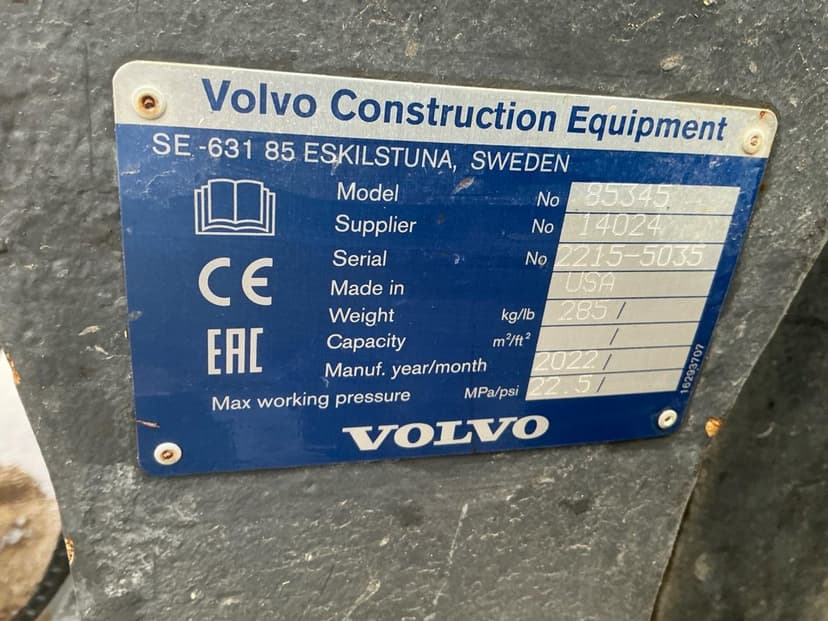 Volvo Construction Equipment
SE -631 85 ESKILSTUNA, SWEDEN
Model No 85345
Supplier No 14024
Serial No 2215-5035
Made in USA
Weight kg/lb 285/
Capacity m²/ft² /
Manuf. year/month 2022/
Max working pressure MPa/psi 22.5/
CE
EAC
VOLVO
16293707